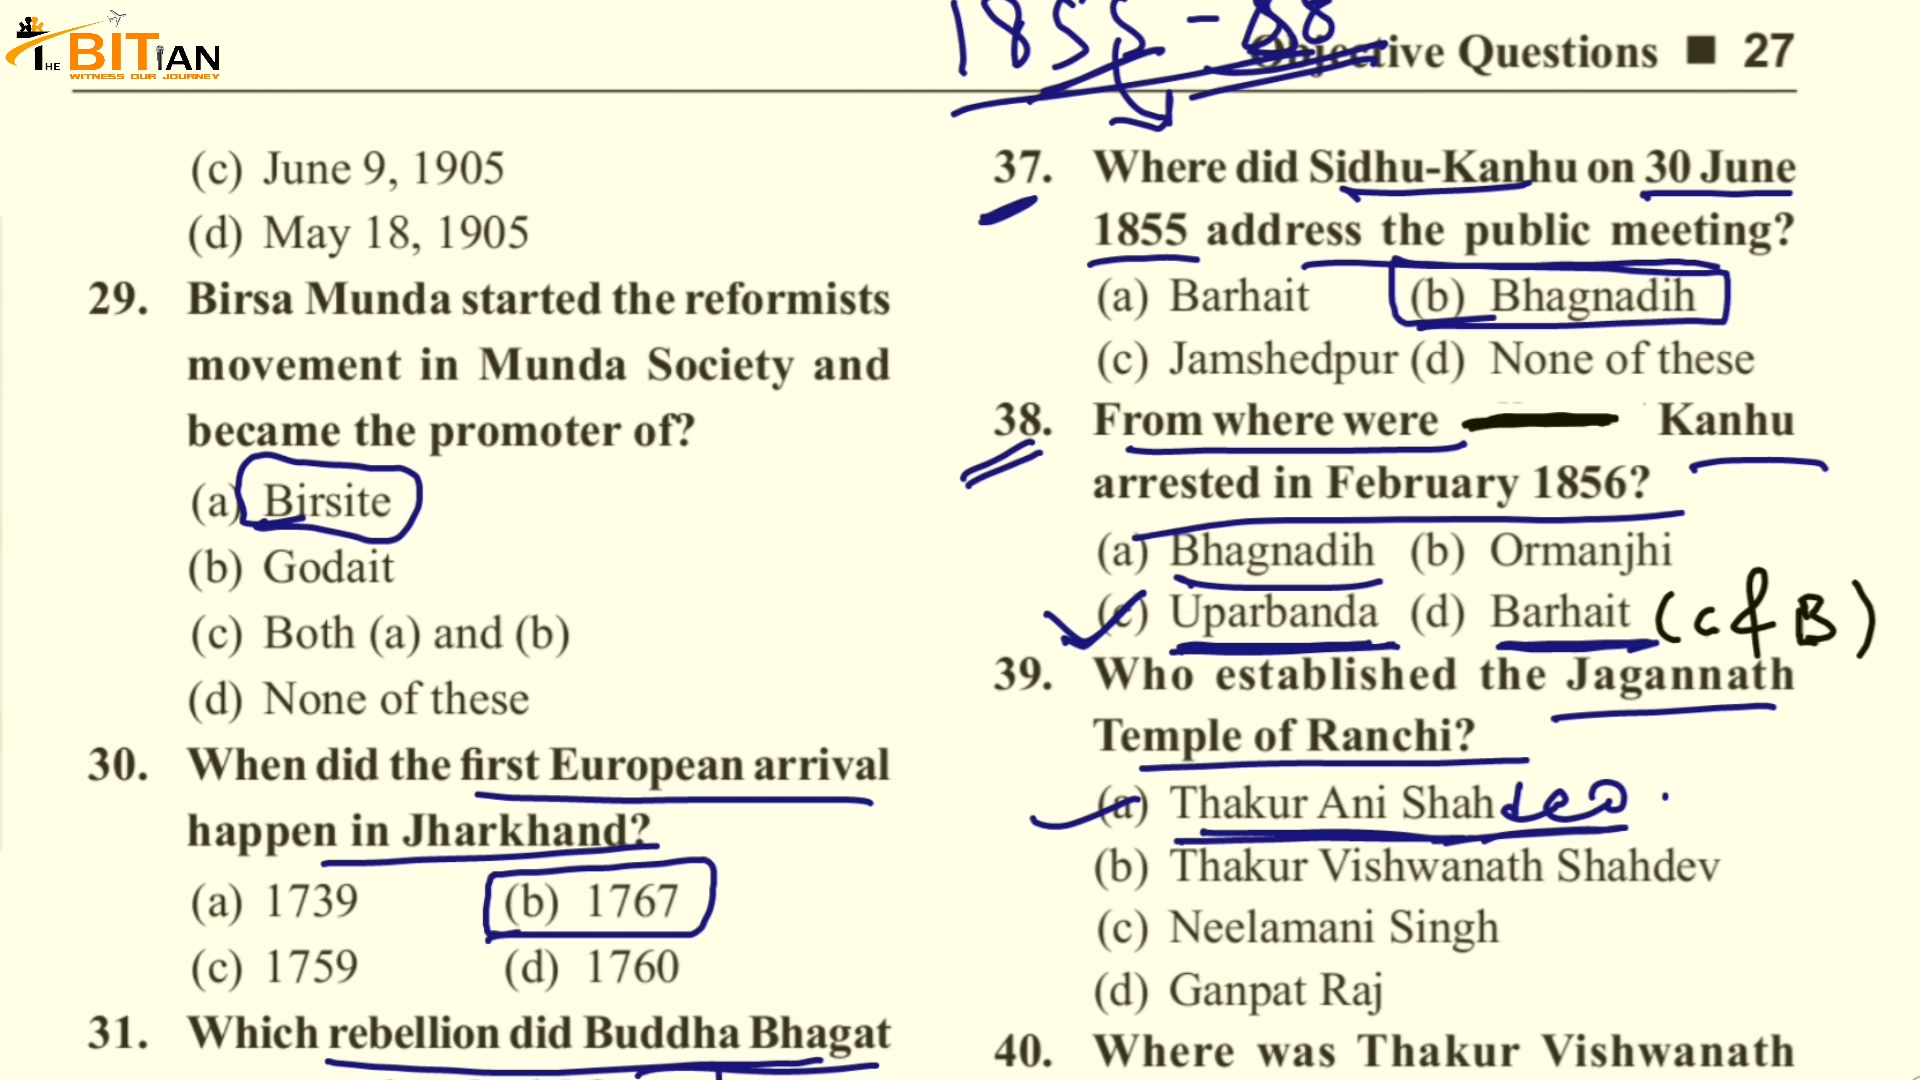 THE BITIAN
WITNESS OUR JOURNEY
1855 - 
Objective Questions ■ 27
(c) June 9, 1905
(d) May 18, 1905
29. Birsa Munda started the reformists
movement in Munda Society and
became the promoter of?
(a) Birsite
(b) Godait
(c) Both (a) and (b)
(d) None of these
30. When did the first European arrival
happen in Jharkhand?
(a) 1739 (b) 1767
(c) 1759 (d) 1760
31. Which rebellion did Buddha Bhagat
37. Where did Sidhu-Kanhu on 30 June
1855 address the public meeting?
(a) Barhait (b) Bhagnadih
(c) Jamshedpur (d) None of these
38. From where were Kanhu
arrested in February 1856?
(a) Bhagnadih (b) Ormanjhi
(c) Uparbanda (d) Barhait (C & B)
39. Who established the Jagannath
Temple of Ranchi?
(a) Thakur Ani Shah deo
(b) Thakur Vishwanath Shahdev
(c) Neelamani Singh
(d) Ganpat Raj
40. Where was Thakur Vishwanath